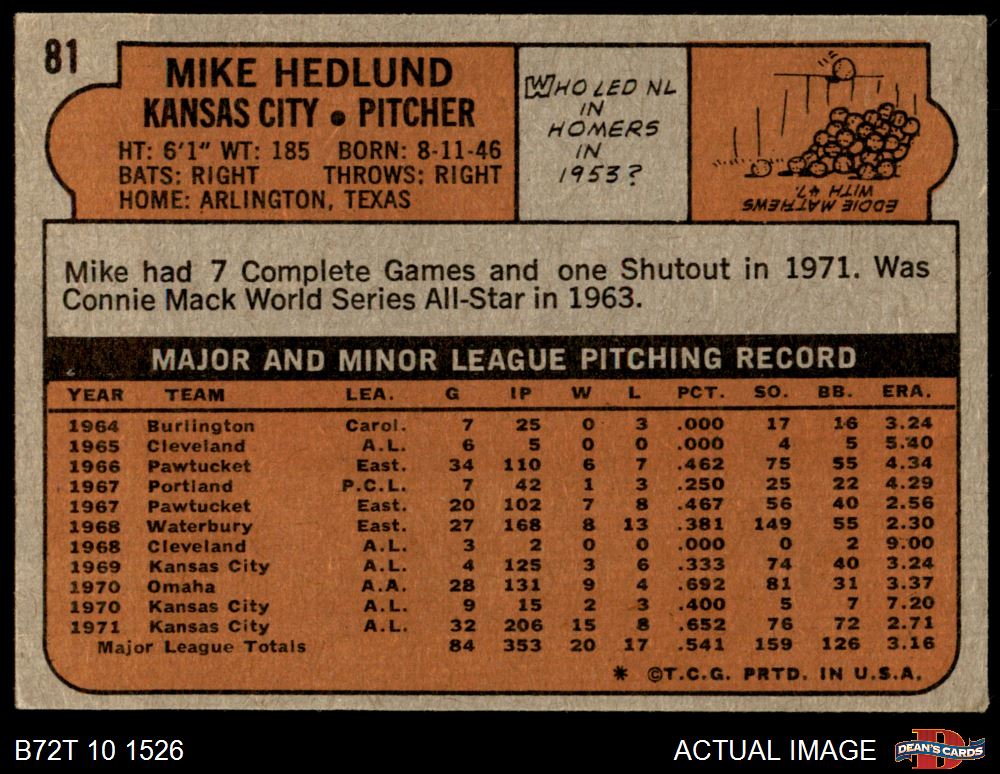 81
MIKE HEDLUND
KANSAS CITY • PITCHER
HT: 6'1" WT: 185 BORN: 8-11-46
BATS: RIGHT THROWS: RIGHT
HOME: ARLINGTON, TEXAS
WHO LED NL
IN
HOMERS
IN
1953?
EDDIE MATHEWS
WITH 47.
Mike had 7 Complete Games and one Shutout in 1971. Was
Connie Mack World Series All-Star in 1963.
MAJOR AND MINOR LEAGUE PITCHING RECORD
YEAR TEAM LEA. G IP W L PCT. SO. BB. ERA.
1964 Burlington Carol. 7 25 0 3 .000 17 16 3.24
1965 Cleveland A.L. 6 5 0 0 .000 4 5 5.40
1966 Pawtucket East. 34 110 6 7 .462 75 55 4.34
1967 Portland P.C.L. 7 42 1 3 .250 25 22 4.29
1967 Pawtucket East. 20 102 7 8 .467 56 40 2.56
1968 Waterbury East. 27 168 8 13 .381 149 55 2.30
1968 Cleveland A.L. 3 2 0 0 .000 0 2 9.00
1969 Kansas City A.L. 4 125 3 6 .333 74 40 3.24
1970 Omaha A.A. 28 131 9 4 .692 81 31 3.37
1970 Kansas City A.L. 9 15 2 3 .400 5 7 7.20
1971 Kansas City A.L. 32 206 15 8 .652 76 72 2.71
Major League Totals 84 353 20 17 .541 159 126 3.16
* ©T.C.G. PRTD. IN U.S.A.
B72T 10 1526 ACTUAL IMAGE DEAN'S CARDS